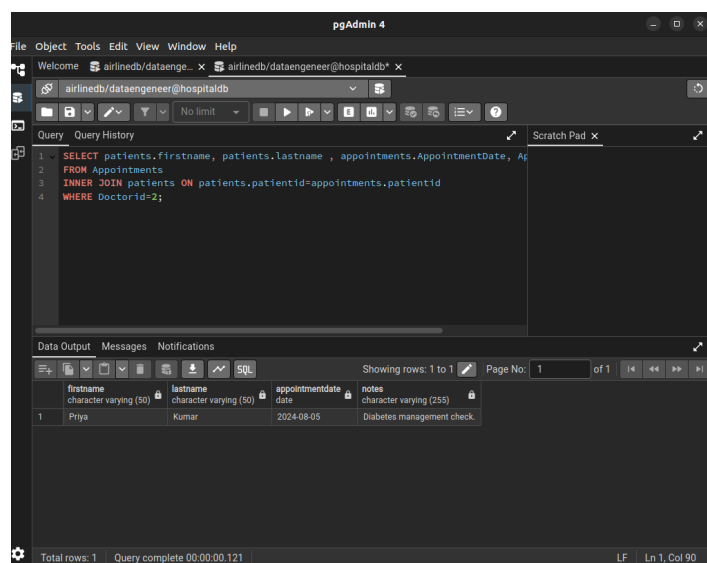 pgAdmin 4
File Object Tools Edit View Window Help
Welcome airlinedb/dataenge... X airlinedb/dataengeneer@hospitaldb* X
airlinedb/dataengeneer@hospitaldb
No limit
E
Query Query History
Scratch Pad X
1 SELECT patients.firstname, patients.lastname , appointments.AppointmentDate, Ap
2 FROM Appointments
3 INNER JOIN patients ON patients.patientid=appointments.patientid
4 WHERE Doctorid=2;
Data Output Messages Notifications
SQL Showing rows: 1 to 1 Page No: 1 of 1
firstname lastname appointmentdate notes
character varying (50) character varying (50) date character varying (255)
1 Priya Kumar 2024-08-05 Diabetes management check.
Total rows: 1 Query complete 00:00:00.121 LF Ln 1, Col 90